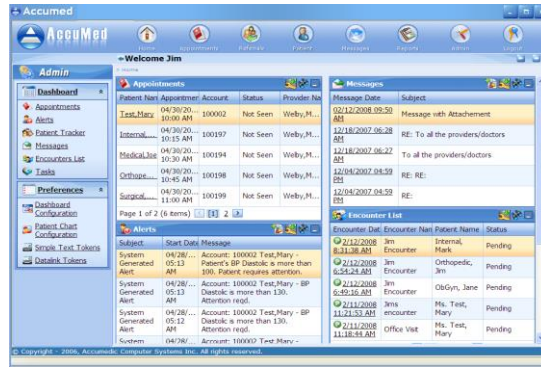 Accumed
AccuMed
Home
Appointments
Referrals
Patient
Messages
Reports
Admin
Logout
Welcome Jim
Home
Admin
Dashboard
Appointments
Alerts
Patient Tracker
Messages
Encounters List
Tasks
Preferences
Dashboard
Configuration
Patient Chart
Configuration
Simple Text Tokens
Datalink Tokens
Appointments
Patient Nam Appointmer Account Status Provider Na
Test,Mary 04/30/20... 10:00 AM 100002 Not Seen Welby,M...
Internal,... 04/30/20... 10:15 AM 100197 Not Seen Welby,M...
Medical,Joe 04/30/20... 10:30 AM 100194 Not Seen Welby,M...
Orthope... 04/30/20... 10:45 AM 100198 Not Seen Welby,M...
Surgical,... 04/30/20... 11:00 AM 100199 Not Seen Welby,M...
Page 1 of 2 (6 items) [1] 2
Alerts
Subject Start Date Message
System Generated Alert 04/28/... 05:13 AM Account: 100002 Test,Mary - Patient's BP Diastolc is more than 100. Patient requires attention.
System Generated Alert 04/28/... 05:13 AM Account: 100002 Test,Mary - BP Diastolc is more than 130. Attention reqd.
System Generated Alert 04/28/... 05:12 AM Account: 100002 Test,Mary - BP Diastolc is more than 130. Attention reqd.
System 04/28/... Account: 100002 Test,Mary -
Messages
Message Date Subject
02/12/2008 09:50 AM Message with Attachement
12/18/2007 06:28 AM RE: To all the providers/doctors
12/18/2007 06:27 AM To all the providers/doctors
12/04/2007 04:59 PM RE: RE:
12/04/2007 04:59 PM RE:
Encounter List
Encounter Dat Encounter Nan Patient Name Status
2/12/2008 8:31:38 AM Jim Encounter Internal, Mark Pending
2/12/2008 6:54:24 AM Jim Encounter Orthopedic, Jim Pending
2/12/2008 6:49:16 AM Jim Encounter ObGyn, Jane Pending
2/11/2008 11:21:53 AM Jims encounter Ms. Test, Mary Pending
2/11/2008 11:18:44 AM Office Visit Ms. Test, Mary Pending
© Copyright - 2006, Accumedic Computer Systems Inc. All rights reserved.